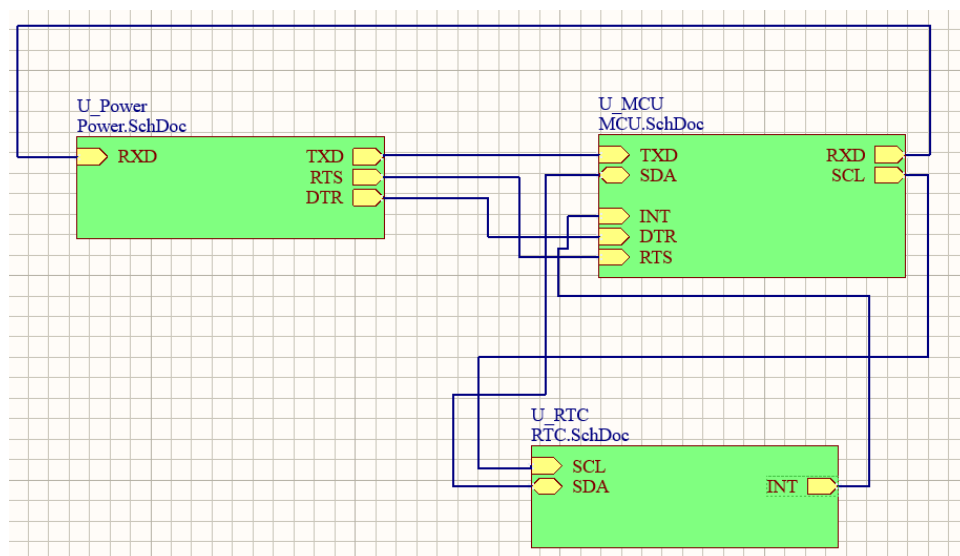 U_Power
Power.SchDoc
RXD
TXD
RTS
DTR
U_MCU
MCU.SchDoc
TXD
SDA
INT
DTR
RTS
RXD
SCL
U_RTC
RTC.SchDoc
SCL
SDA
INT